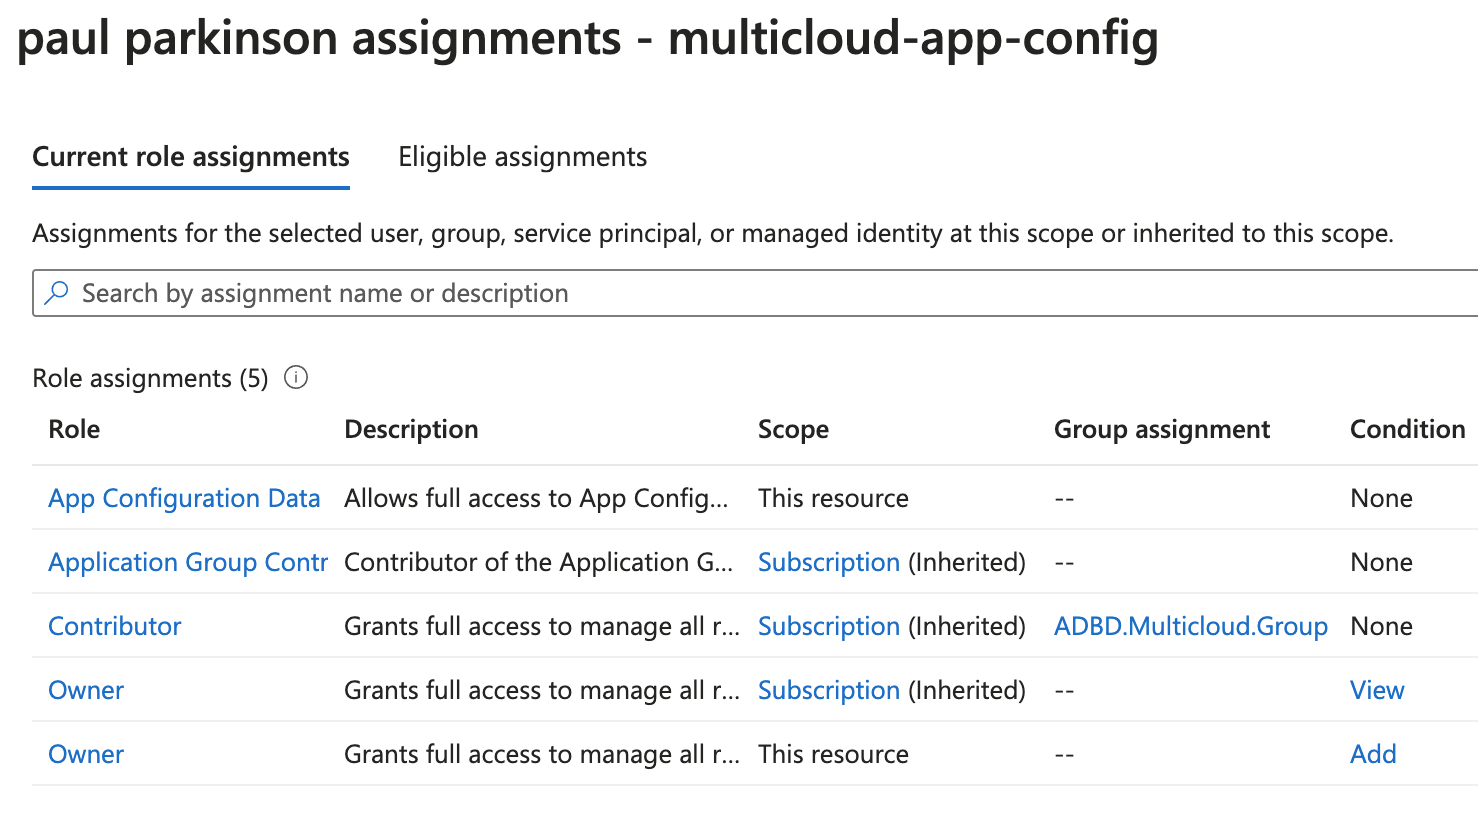 paul parkinson assignments - multicloud-app-config
Current role assignments Eligible assignments
Assignments for the selected user, group, service principal, or managed identity at this scope or inherited to this scope.
Search by assignment name or description
Role assignments (5)
Role Description Scope Group assignment Condition
App Configuration Data Allows full access to App Config... This resource -- None
Application Group Contr Contributor of the Application G... Subscription (Inherited) -- None
Contributor Grants full access to manage all r... Subscription (Inherited) ADBD.Multicloud.Group None
Owner Grants full access to manage all r... Subscription (Inherited) -- View
Owner Grants full access to manage all r... This resource -- Add